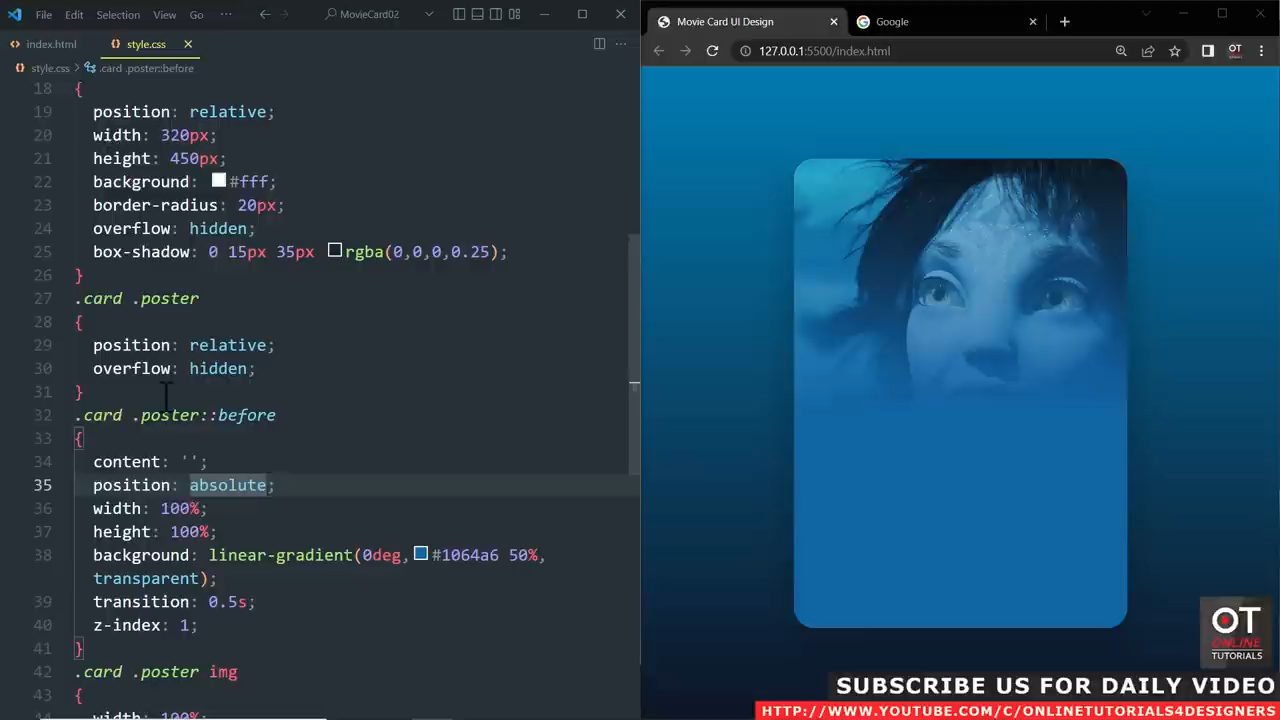 File Edit Selection View Go MovieCard02
index.html style.css
style.css > .card .poster::before
18 {
19 position: relative;
20 width: 320px;
21 height: 450px;
22 background: #fff;
23 border-radius: 20px;
24 overflow: hidden;
25 box-shadow: 0 15px 35px rgba(0,0,0,0.25);
26 }
27 .card .poster
28 {
29 position: relative;
30 overflow: hidden;
31 }
32 .card .poster::before
33 {
34 content: '';
35 position: absolute;
36 width: 100%;
37 height: 100%;
38 background: linear-gradient(0deg, #1064a6 50%,
transparent);
39 transition: 0.5s;
40 z-index: 1;
41 }
42 .card .poster img
43 {
width: 100%;
Movie Card UI Design Google
127.0.0.1:5500/index.html
OT
OT
ONLINE
TUTORIALS
SUBSCRIBE US FOR DAILY VIDEO
HTTP://WWW.YOUTUBE.COM/C/ONLINETUTORIALS4DESIGNERS